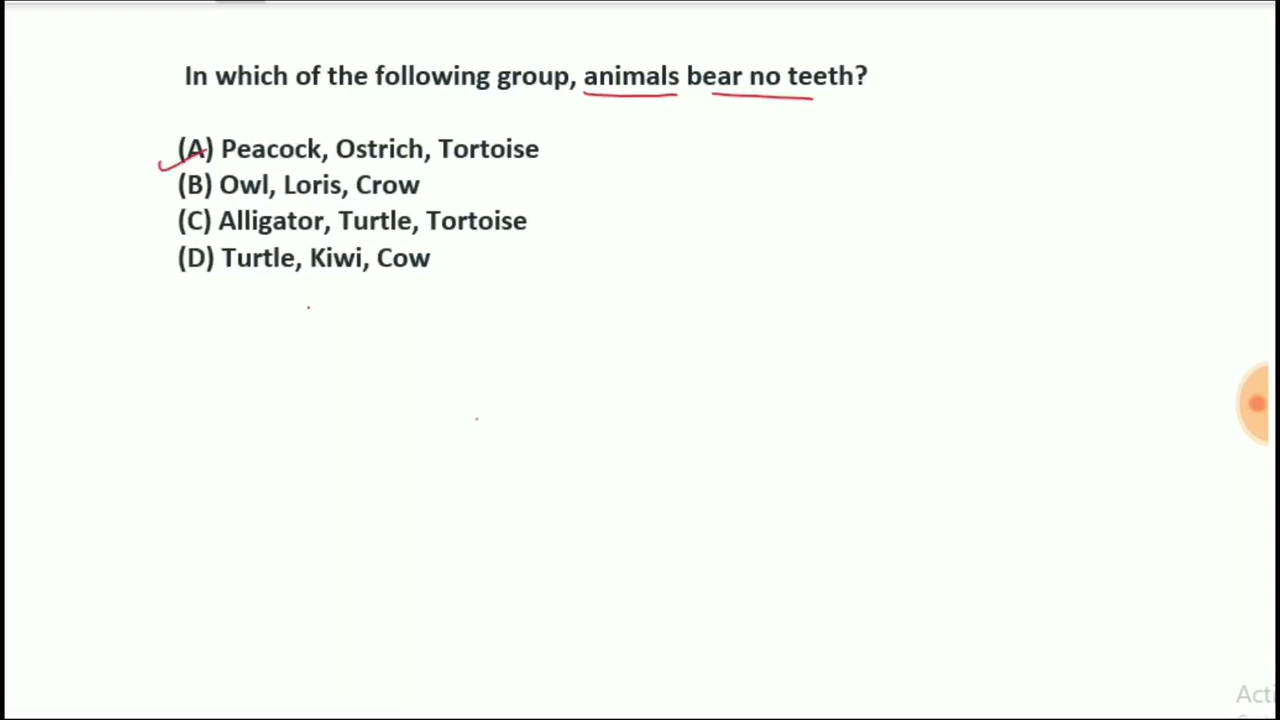 In which of the following group, animals bear no teeth?
(A) Peacock, Ostrich, Tortoise
(B) Owl, Loris, Crow
(C) Alligator, Turtle, Tortoise
(D) Turtle, Kiwi, Cow